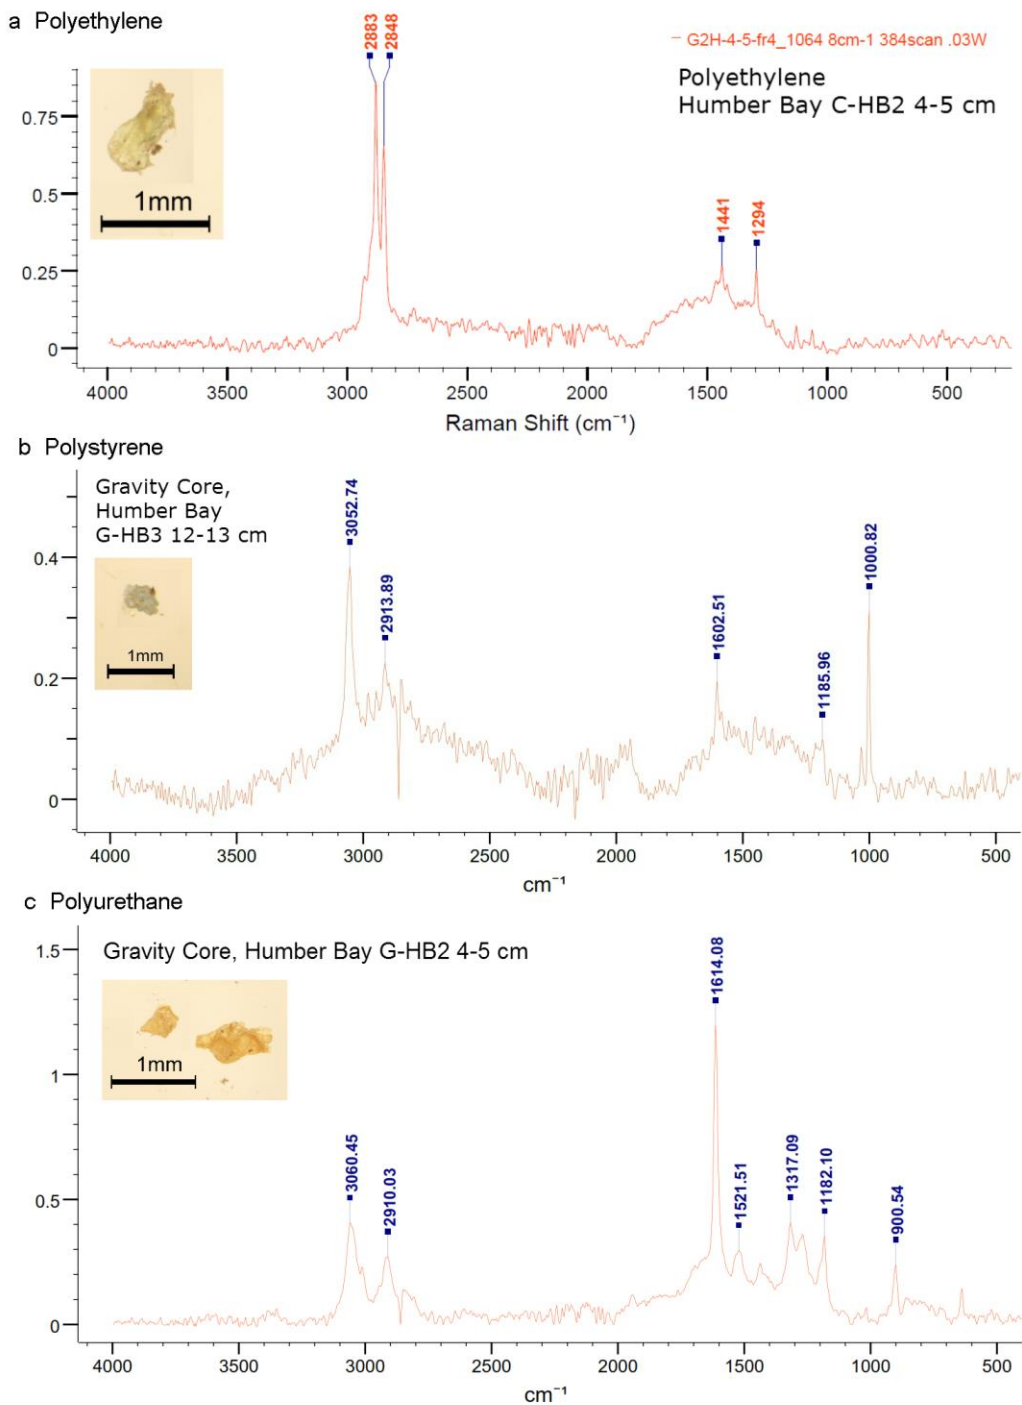 a Polyethylene
2883
2848
G2H-4-5-fr4_1064 8cm-1 384scan .03W
Polyethylene
Humber Bay C-HB2 4-5 cm
1mm
1441
1294
0.75
0.5
0.25
0
4000 3500 3000 2500 2000 1500 1000 500
Raman Shift (cm⁻¹)
b Polystyrene
Gravity Core,
Humber Bay
G-HB3 12-13 cm
1mm
3052.74
2913.89
1602.51
1185.96
1000.82
0.4
0.2
0
4000 3500 3000 2500 2000 1500 1000 500
cm⁻¹
c Polyurethane
Gravity Core, Humber Bay G-HB2 4-5 cm
1mm
3060.45
2910.03
1614.08
1521.51
1317.09
1182.10
900.54
1.5
1
0.5
0
4000 3500 3000 2500 2000 1500 1000 500
cm⁻¹